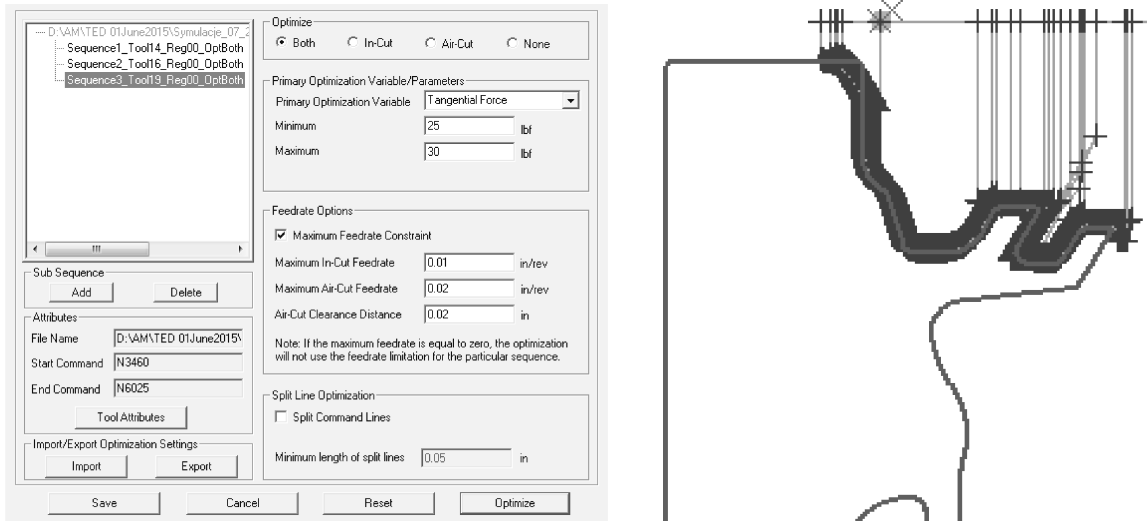 D:\AM\TED 01June2015\Symulacje_07_2
Sequence1_Tool14_Reg00_OptBoth
Sequence2_Tool16_Reg00_OptBoth
Sequence3_Tool19_Reg00_OptBoth
Sub Sequence
Add Delete
Attributes
File Name D:\AM\TED 01June2015\
Start Command N3460
End Command N6025
Tool Attributes
Import/Export Optimization Settings
Import Export
Optimize
Both In-Cut Air-Cut None
Primary Optimization Variable/Parameters
Primary Optimization Variable Tangential Force
Minimum 25 lbf
Maximum 30 lbf
Feedrate Options
Maximum Feedrate Constraint
Maximum In-Cut Feedrate 0.01 in/rev
Maximum Air-Cut Feedrate 0.02 in/rev
Air-Cut Clearance Distance 0.02 in
Note: If the maximum feedrate is equal to zero, the optimization
will not use the feedrate limitation for the particular sequence.
Split Line Optimization
Split Command Lines
Minimum length of split lines 0.05 in
Save Cancel Reset Optimize